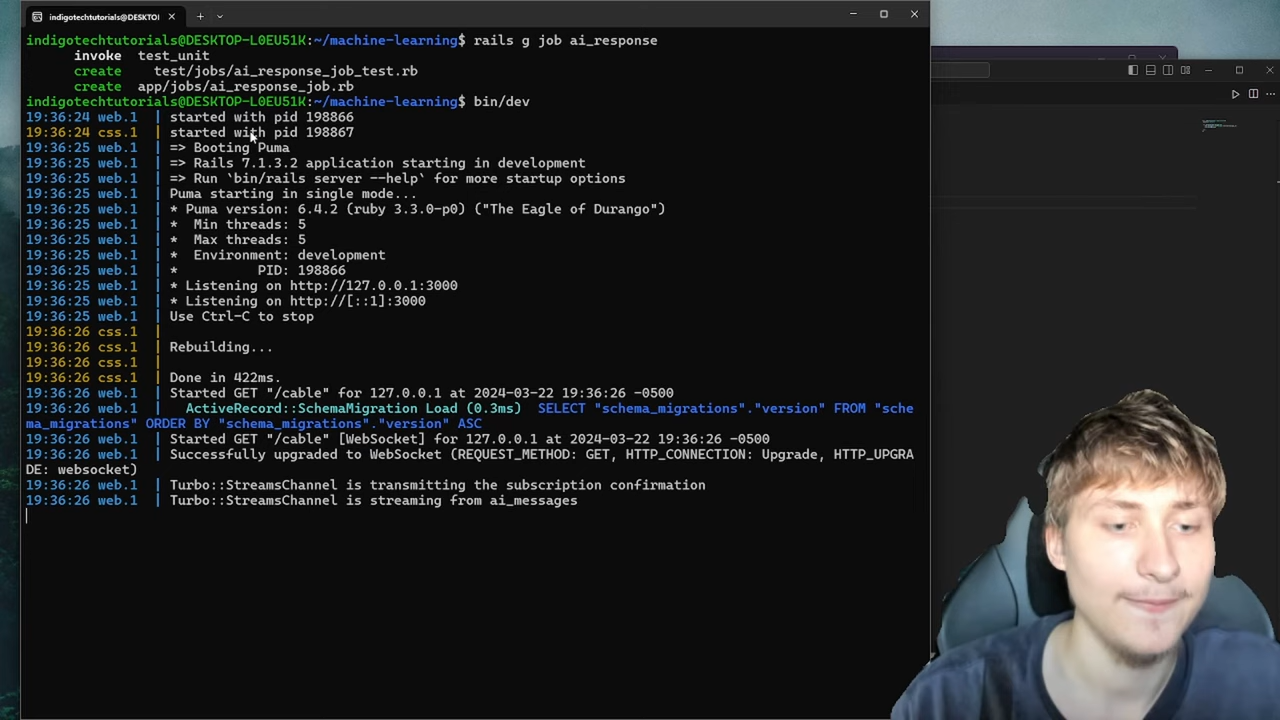 indigotechtutorials@DESKTOI
indigotechtutorials@DESKTOP-L0EU51K:~/machine-learning$ rails g job ai_response
invoke  test_unit
create    test/jobs/ai_response_job_test.rb
create  app/jobs/ai_response_job.rb
indigotechtutorials@DESKTOP-L0EU51K:~/machine-learning$ bin/dev
19:36:24 web.1  | started with pid 198866
19:36:24 css.1  | started with pid 198867
19:36:25 web.1  | => Booting Puma
19:36:25 web.1  | => Rails 7.1.3.2 application starting in development
19:36:25 web.1  | => Run `bin/rails server --help` for more startup options
19:36:25 web.1  | Puma starting in single mode...
19:36:25 web.1  | * Puma version: 6.4.2 (ruby 3.3.0-p0) ("The Eagle of Durango")
19:36:25 web.1  | *  Min threads: 5
19:36:25 web.1  | *  Max threads: 5
19:36:25 web.1  | *  Environment: development
19:36:25 web.1  | *          PID: 198866
19:36:25 web.1  | * Listening on http://127.0.0.1:3000
19:36:25 web.1  | * Listening on http://[::1]:3000
19:36:25 web.1  | Use Ctrl-C to stop
19:36:26 css.1  |
19:36:26 css.1  | Rebuilding...
19:36:26 css.1  |
19:36:26 css.1  | Done in 422ms.
19:36:26 web.1  | Started GET "/cable" for 127.0.0.1 at 2024-03-22 19:36:26 -0500
19:36:26 web.1  |   ActiveRecord::SchemaMigration Load (0.3ms)  SELECT "schema_migrations"."version" FROM "sche
ma_migrations" ORDER BY "schema_migrations"."version" ASC
19:36:26 web.1  | Started GET "/cable" [WebSocket] for 127.0.0.1 at 2024-03-22 19:36:26 -0500
19:36:26 web.1  | Successfully upgraded to WebSocket (REQUEST_METHOD: GET, HTTP_CONNECTION: Upgrade, HTTP_UPGRA
DE: websocket)
19:36:26 web.1  | Turbo::StreamsChannel is transmitting the subscription confirmation
19:36:26 web.1  | Turbo::StreamsChannel is streaming from ai_messages